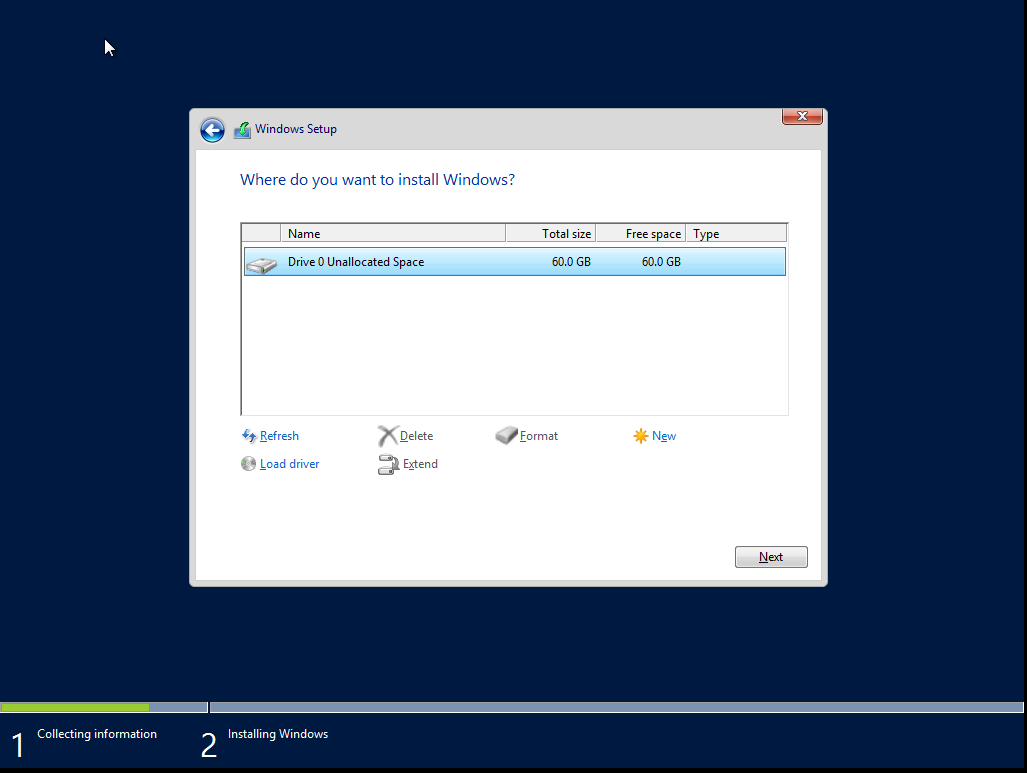 Windows Setup
Where do you want to install Windows?
Name Total size Free space Type
Drive 0 Unallocated Space 60.0 GB 60.0 GB
Refresh Delete Format New
Load driver Extend
Next
1 Collecting information 2 Installing Windows